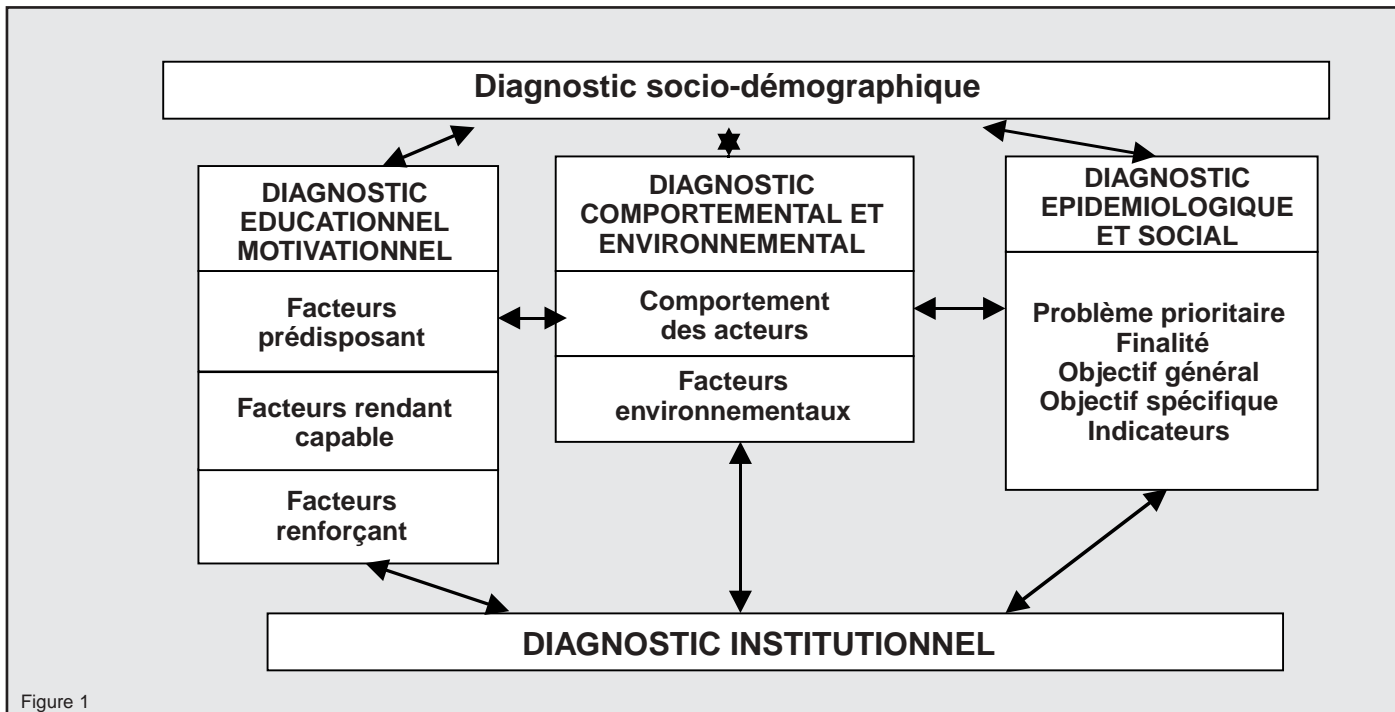 Diagnostic socio-démographique
DIAGNOSTIC
EDUCATIONNEL
MOTIVATIONNEL
Facteurs
prédisposant
Facteurs rendant
capable
Facteurs
renforçant
DIAGNOSTIC
COMPORTEMENTAL ET
ENVIRONNEMENTAL
Comportement
des acteurs
Facteurs
environnementaux
DIAGNOSTIC
EPIDEMIOLOGIQUE
ET SOCIAL
Problème prioritaire
Finalité
Objectif général
Objectif spécifique
Indicateurs
DIAGNOSTIC INSTITUTIONNEL
Figure 1